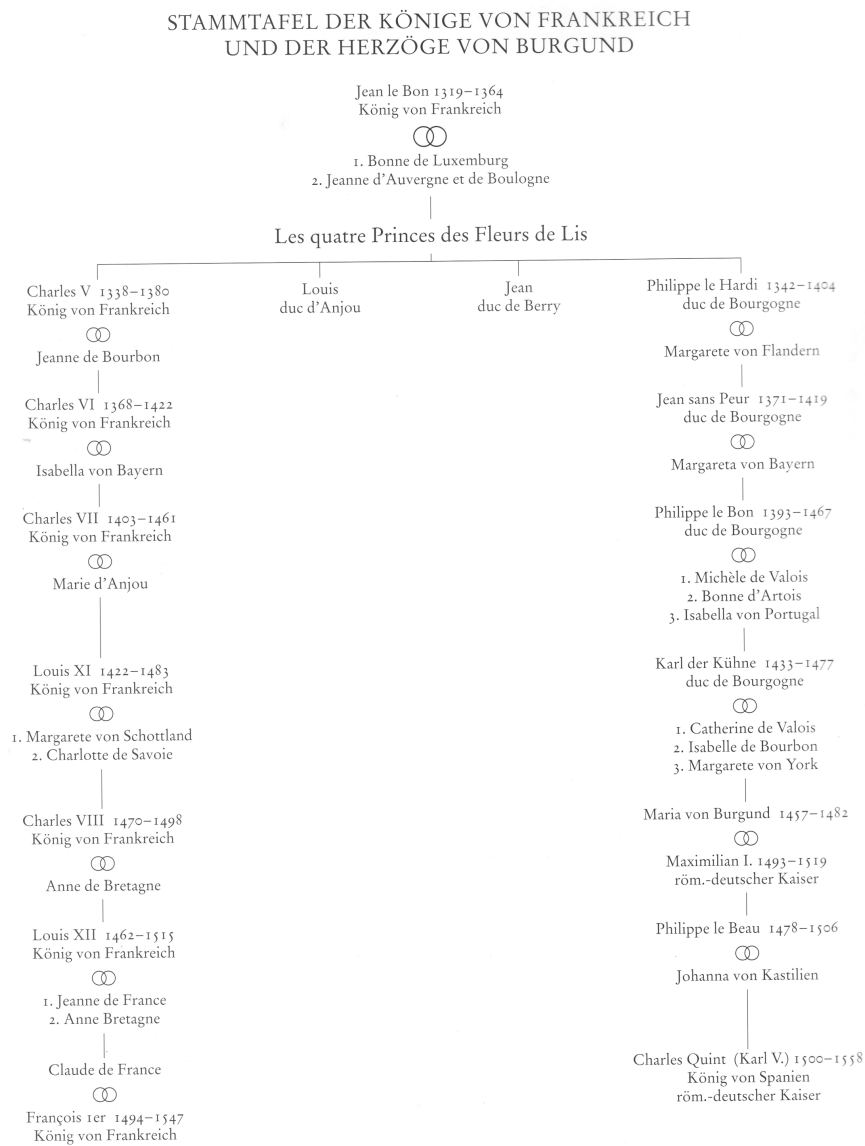 STAMMTAFEL DER KÖNIGE VON FRANKREICH
UND DER HERZÖGE VON BURGUND
Jean le Bon 1319–1364
König von Frankreich
1. Bonne de Luxemburg
2. Jeanne d'Auvergne et de Boulogne
Les quatre Princes des Fleurs de Lis
Charles V 1338–1380
König von Frankreich
Jeanne de Bourbon
Charles VI 1368–1422
König von Frankreich
Isabella von Bayern
Charles VII 1403–1461
König von Frankreich
Marie d'Anjou
Louis XI 1422–1483
König von Frankreich
1. Margarete von Schottland
2. Charlotte de Savoie
Charles VIII 1470–1498
König von Frankreich
Anne de Bretagne
Louis XII 1462–1515
König von Frankreich
1. Jeanne de France
2. Anne Bretagne
Claude de France
François 1er 1494–1547
König von Frankreich
Louis
duc d'Anjou
Jean
duc de Berry
Philippe le Hardi 1342–1404
duc de Bourgogne
Margarete von Flandern
Jean sans Peur 1371–1419
duc de Bourgogne
Margareta von Bayern
Philippe le Bon 1393–1467
duc de Bourgogne
1. Michèle de Valois
2. Bonne d'Artois
3. Isabella von Portugal
Karl der Kühne 1433–1477
duc de Bourgogne
1. Catherine de Valois
2. Isabelle de Bourbon
3. Margarete von York
Maria von Burgund 1457–1482
Maximilian I. 1493–1519
röm.-deutscher Kaiser
Philippe le Beau 1478–1506
Johanna von Kastilien
Charles Quint (Karl V.) 1500–1558
König von Spanien
röm.-deutscher Kaiser